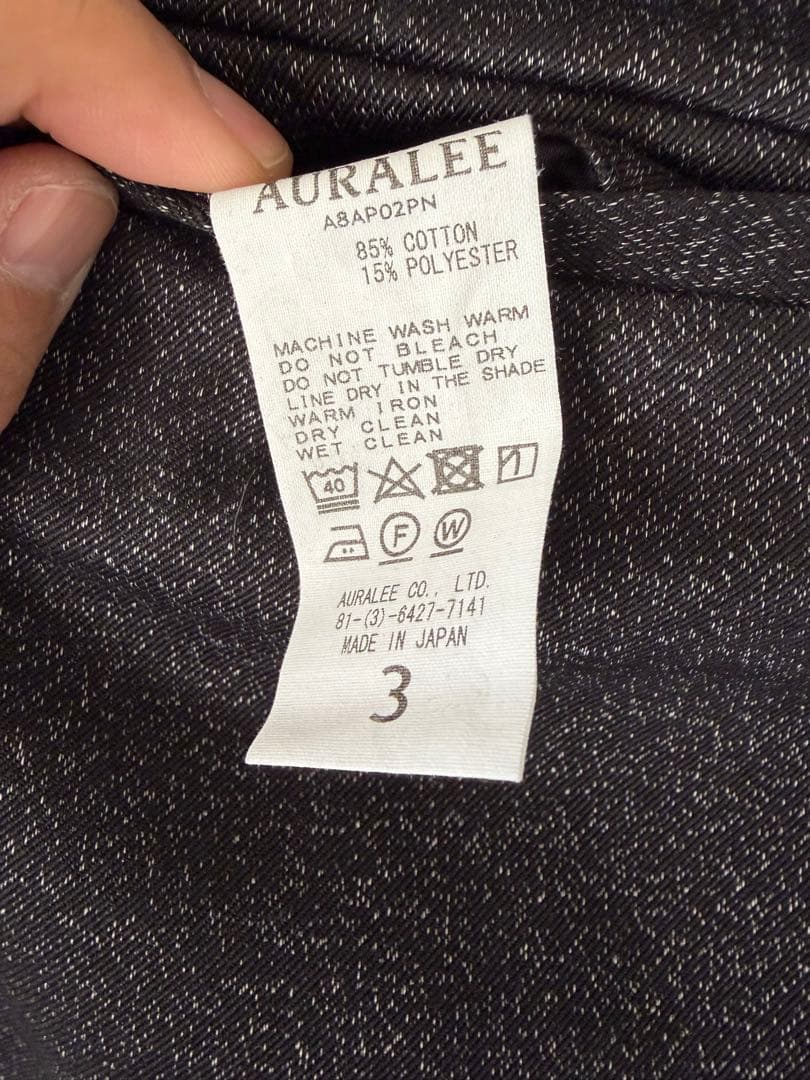 AURALEE
A8AP02PN
85% COTTON
15% POLYESTER
MACHINE WASH WARM
DO NOT BLEACH
DO NOT TUMBLE DRY
LINE DRY IN THE SHADE
WARM IRON
DRY CLEAN
WET CLEAN
40
F W
AURALEE CO., LTD.
81-(3)-6427-7141
MADE IN JAPAN
3